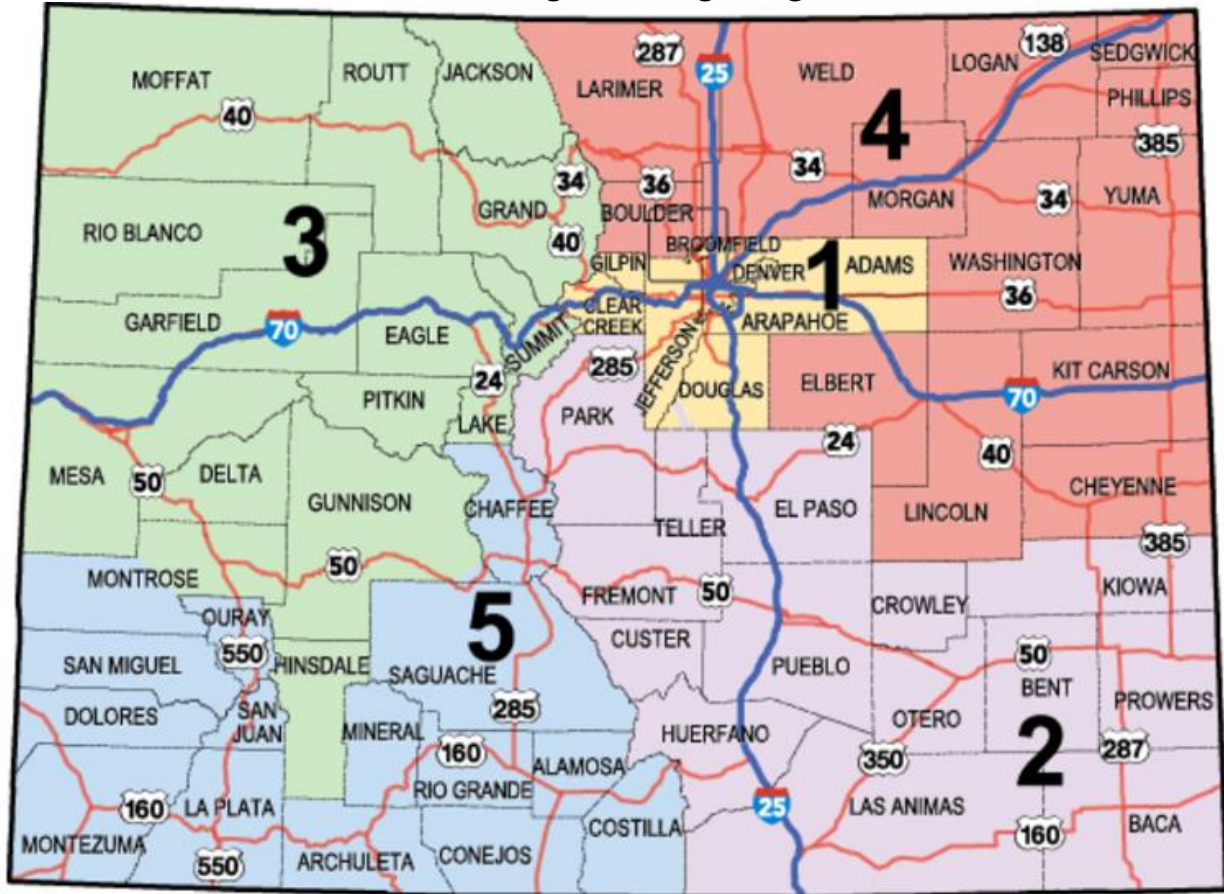 MOFFAT
ROUTT
JACKSON
LARIMER
287
25
WELD
LOGAN
138
SEDGWICK
PHILLIPS
385
40
4
34
36
34
MORGAN
34
YUMA
RIO BLANCO
3
GRAND
40
BOULDER
BROOMFIELD
GILPIN
DENVER
1
ADAMS
WASHINGTON
36
GARFIELD
70
EAGLE
SUMMIT
CLEAR
CREEK
ARAPAHOE
JEFFERSON
285
24
DOUGLAS
ELBERT
70
KIT CARSON
PITKIN
LAKE
PARK
24
40
MESA
50
DELTA
GUNNISON
CHAFFEE
TELLER
EL PASO
LINCOLN
CHEYENNE
385
MONTROSE
50
FREMONT
50
CROWLEY
KIOWA
OURAY
550
5
CUSTER
SAN MIGUEL
HINSDALE
SAGUACHE
PUEBLO
50
BENT
PROWERS
DOLORES
SAN
JUAN
MINERAL
285
HUERFANO
OTERO
350
2
287
160
RIO GRANDE
ALAMOSA
160
LA PLATA
COSTILLA
25
LAS ANIMAS
160
BACA
MONTEZUMA
550
ARCHULETA
CONEJOS